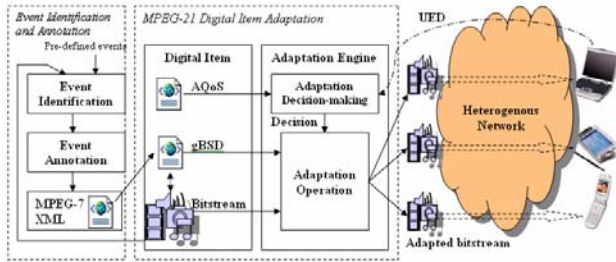 Event Identification
and Annotation
Pre-defined events
Event
Identification
Event
Annotation
MPEG-7
XML
MPEG-21 Digital Item Adaptation
Digital Item
AQoS
gBSD
Bitstream
Adaptation Engine
Adaptation
Decision-making
Decision
Adaptation
Operation
UED
Heterogenous
Network
Adapted bitstream